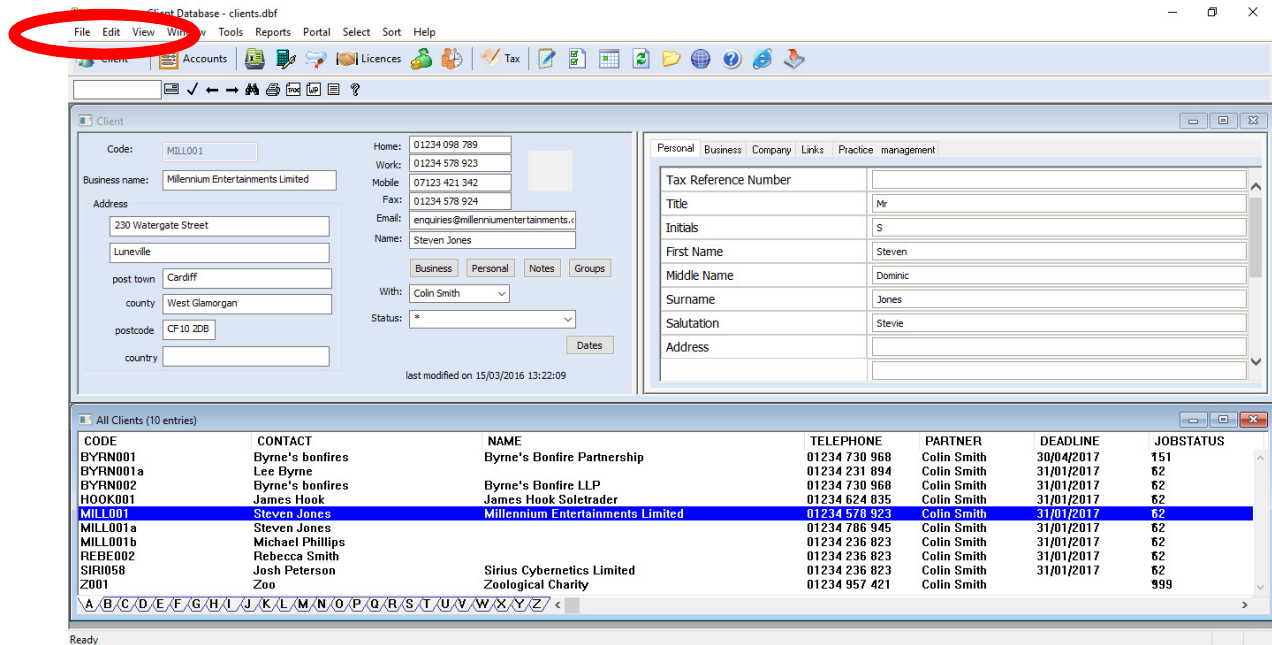 Client Database - clients.dbf
File Edit View Window Tools Reports Portal Select Sort Help
Client Accounts Licences Tax
Client
Code: MILL001
Business name: Millennium Entertainments Limited
Address
230 Watergate Street
Luneville
post town Cardiff
county West Glamorgan
postcode CF10 2DB
country
Home: 01234 098 789
Work: 01234 578 923
Mobile 07123 421 342
Fax: 01234 578 924
Email: enquiries@millenniumentertainments.c
Name: Steven Jones
Business Personal Notes Groups
With: Colin Smith
Status: *
Dates
last modified on 15/03/2016 13:22:09
Personal Business Company Links Practice management
Tax Reference Number
Title Mr
Initials S
First Name Steven
Middle Name Dominic
Surname Jones
Salutation Stevie
Address
All Clients (10 entries)
CODE CONTACT NAME TELEPHONE PARTNER DEADLINE JOBSTATUS
BYRN001 Byrne's bonfires Byrne's Bonfire Partnership 01234 730 968 Colin Smith 30/04/2017 151
BYRN001a Lee Byrne 01234 231 894 Colin Smith 31/01/2017 62
BYRN002 Byrne's bonfires Byrne's Bonfire LLP 01234 730 968 Colin Smith 31/01/2017 62
HOOK001 James Hook James Hook Soletrader 01234 624 835 Colin Smith 31/01/2017 62
MILL001 Steven Jones Millennium Entertainments Limited 01234 578 923 Colin Smith 31/01/2017 62
MILL001a Steven Jones 01234 786 945 Colin Smith 31/01/2017 62
MILL001b Michael Phillips 01234 236 823 Colin Smith 31/01/2017 62
REBE002 Rebecca Smith 01234 236 823 Colin Smith 31/01/2017 62
SIRI058 Josh Peterson Sirius Cybernetics Limited 01234 236 823 Colin Smith 31/01/2017 62
Z001 Zoo Zoological Charity 01234 957 421 Colin Smith 999
A B C D E F G H I J K L M N O P Q R S T U V W X Y Z
Ready